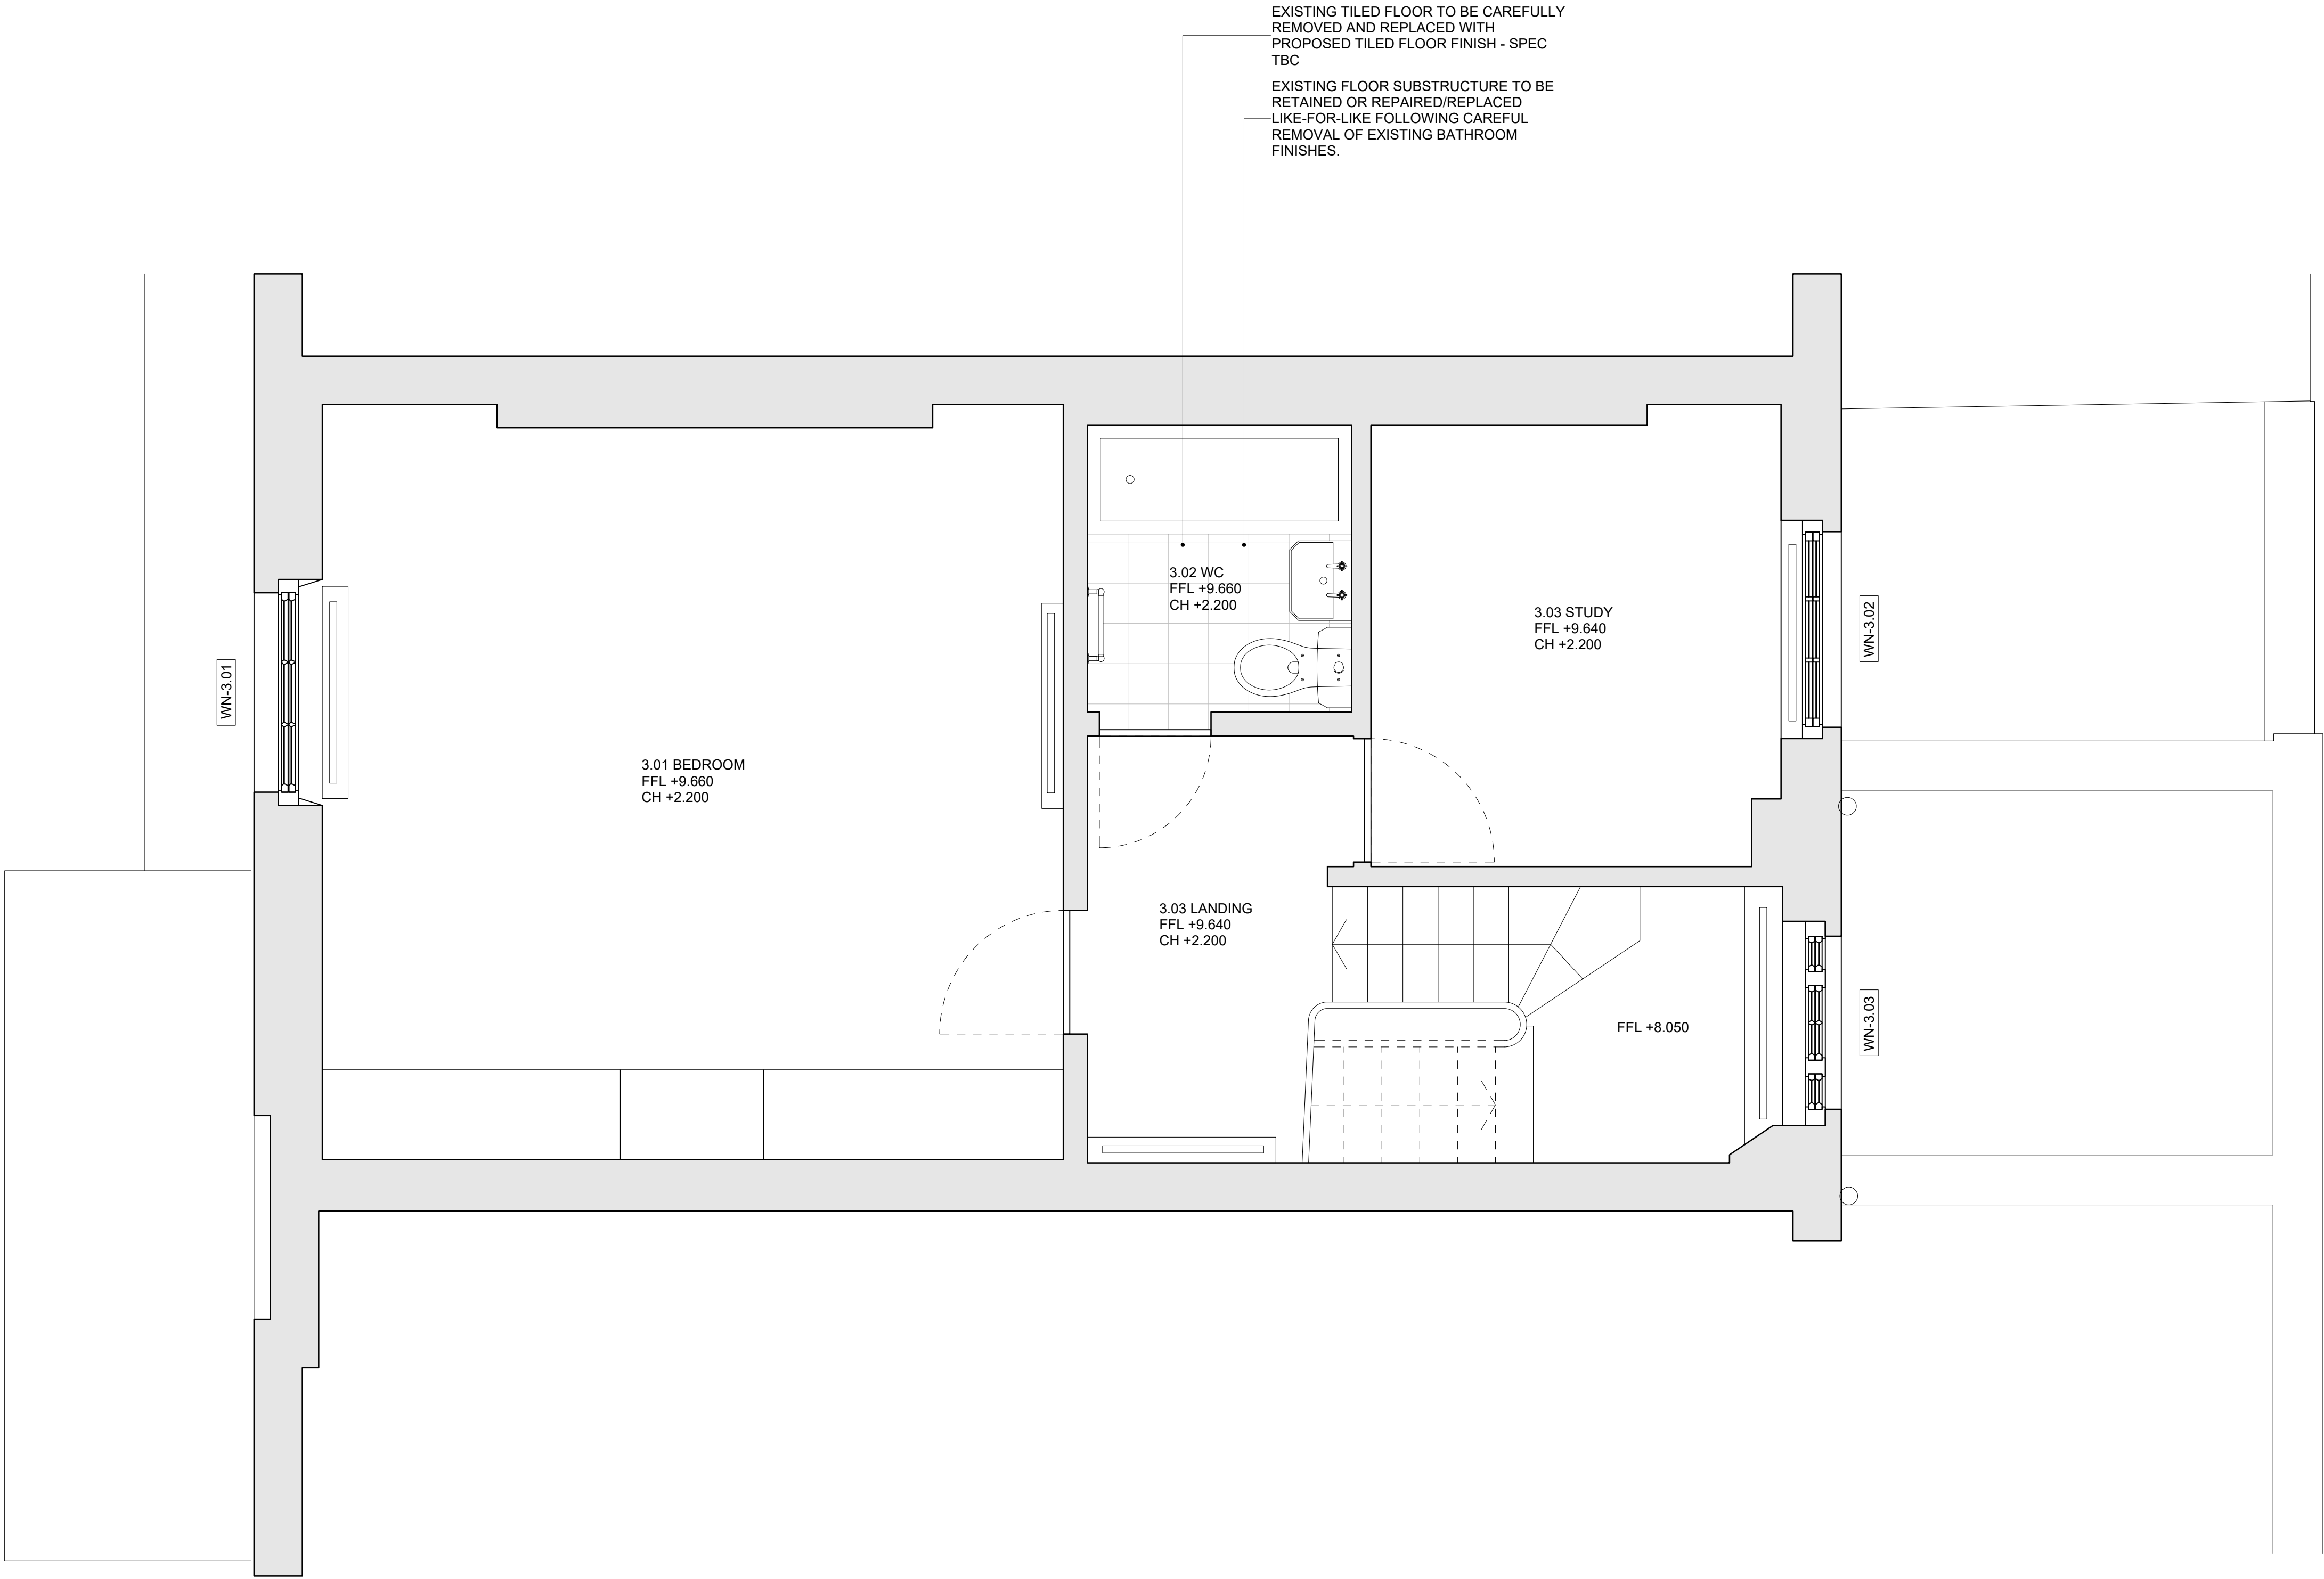 EXISTING TILED FLOOR TO BE CAREFULLY
REMOVED AND REPLACED WITH
PROPOSED TILED FLOOR FINISH - SPEC
TBC
EXISTING FLOOR SUBSTRUCTURE TO BE
RETAINED OR REPAIRED/REPLACED
LIKE-FOR-LIKE FOLLOWING CAREFUL
REMOVAL OF EXISTING BATHROOM
FINISHES.
3.02 WC
FFL +9.660
CH +2.200
3.03 STUDY
FFL +9.640
CH +2.200
WN-3.02
WN-3.01
3.01 BEDROOM
FFL +9.660
CH +2.200
3.03 LANDING
FFL +9.640
CH +2.200
FFL +8.050
WN-3.03